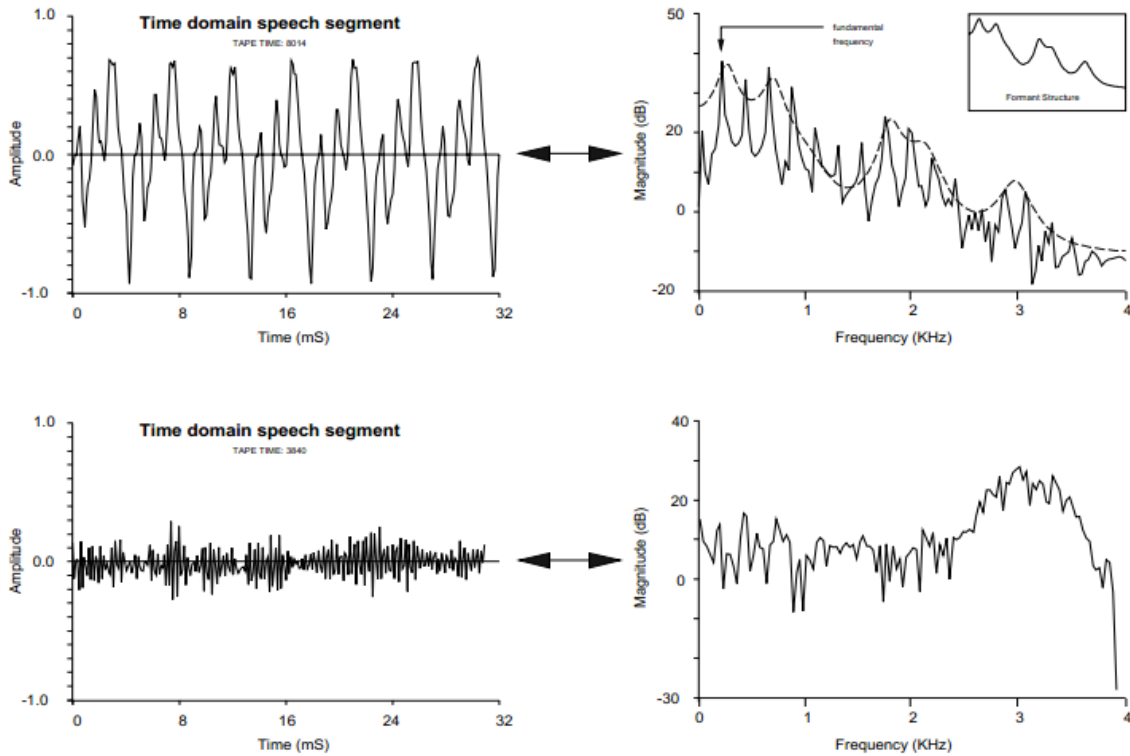 1.0
Time domain speech segment
TAPE TIME: 8014
Amplitude
0.0
-1.0
0
8
16
24
32
Time (mS)
50
fundamental
frequency
Formant Structure
Magnitude (dB)
20
0
-20
0
1
2
3
4
Frequency (KHz)
1.0
Time domain speech segment
TAPE TIME: 3840
Amplitude
0.0
-1.0
0
8
16
24
32
Time (mS)
40
Magnitude (dB)
20
0
-30
0
1
2
3
4
Frequency (KHz)